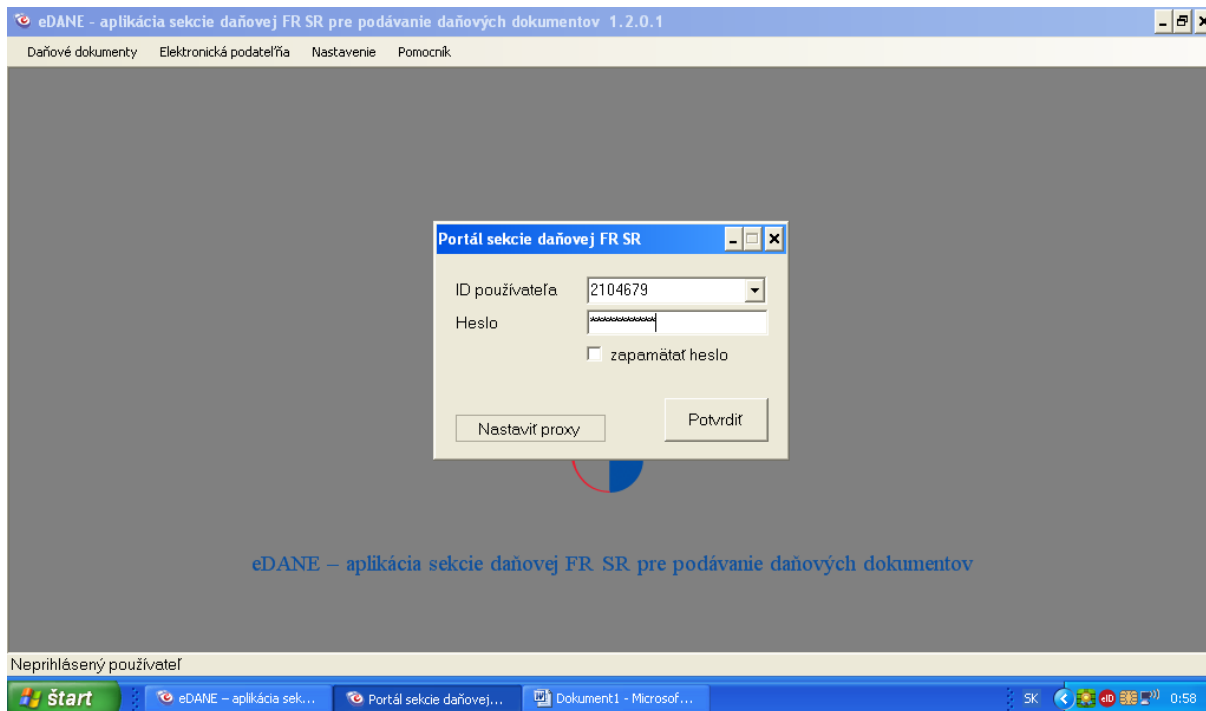 eDANE - aplikácia sekcie daňovej FR SR pre podávanie daňových dokumentov 1.2.0.1
Daňové dokumenty Elektronická podateľňa Nastavenie Pomocník
Portál sekcie daňovej FR SR
ID používateľa 2104679
Heslo ***********
zapamätať heslo
Nastaviť proxy Potvrdiť
eDANE – aplikácia sekcie daňovej FR SR pre podávanie daňových dokumentov
Neprihlásený používateľ
štart eDANE – aplikácia sek... Portál sekcie daňovej... Dokument1 - Microsof... SK eID 0:58